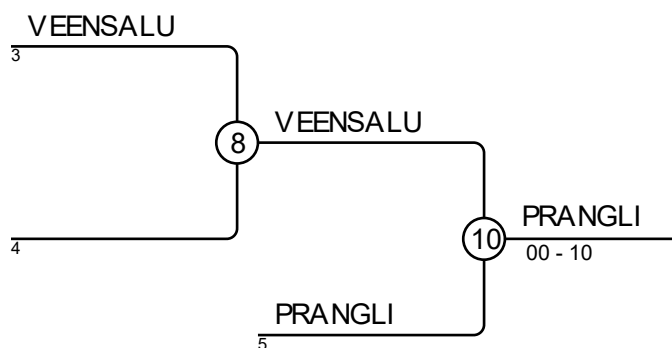 VEENSALU
3
8
VEENSALU
4
10
PRANGLI
00 - 10
PRANGLI
5